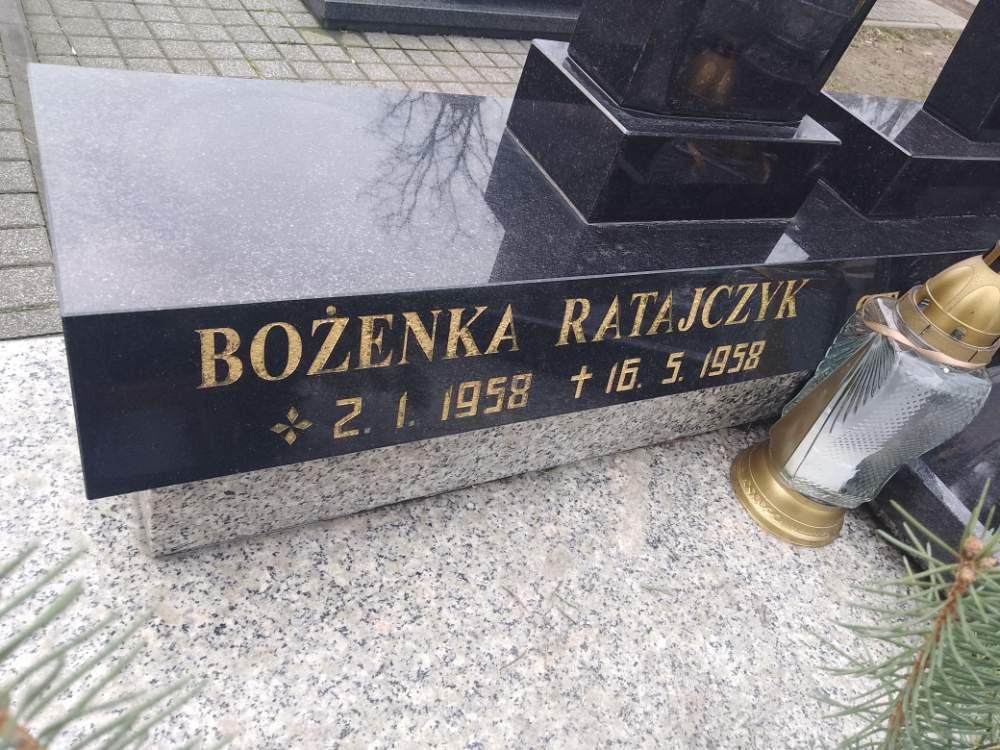 BOŻENKA RATAJCZYK
2. 1. 1958 ✝ 16. 5. 1958